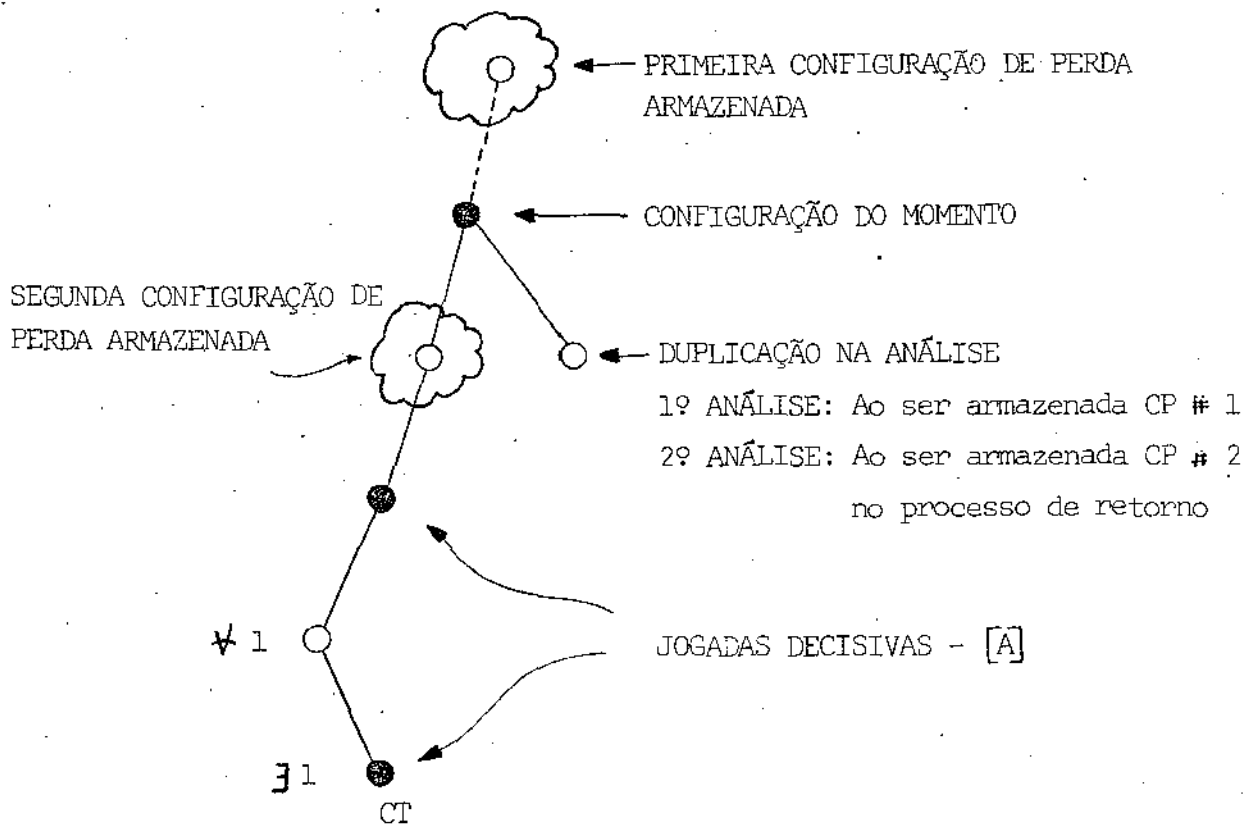 PRIMEIRA CONFIGURAÇÃO DE PERDA
ARMAZENADA
CONFIGURAÇÃO DO MOMENTO
SEGUNDA CONFIGURAÇÃO DE
PERDA ARMAZENADA
DUPLICAÇÃO NA ANÁLISE
1º ANÁLISE: Ao ser armazenada CP # 1
2º ANÁLISE: Ao ser armazenada CP # 2
no processo de retorno
∀ 1
JOGADAS DECISIVAS - [A]
∃ 1
CT